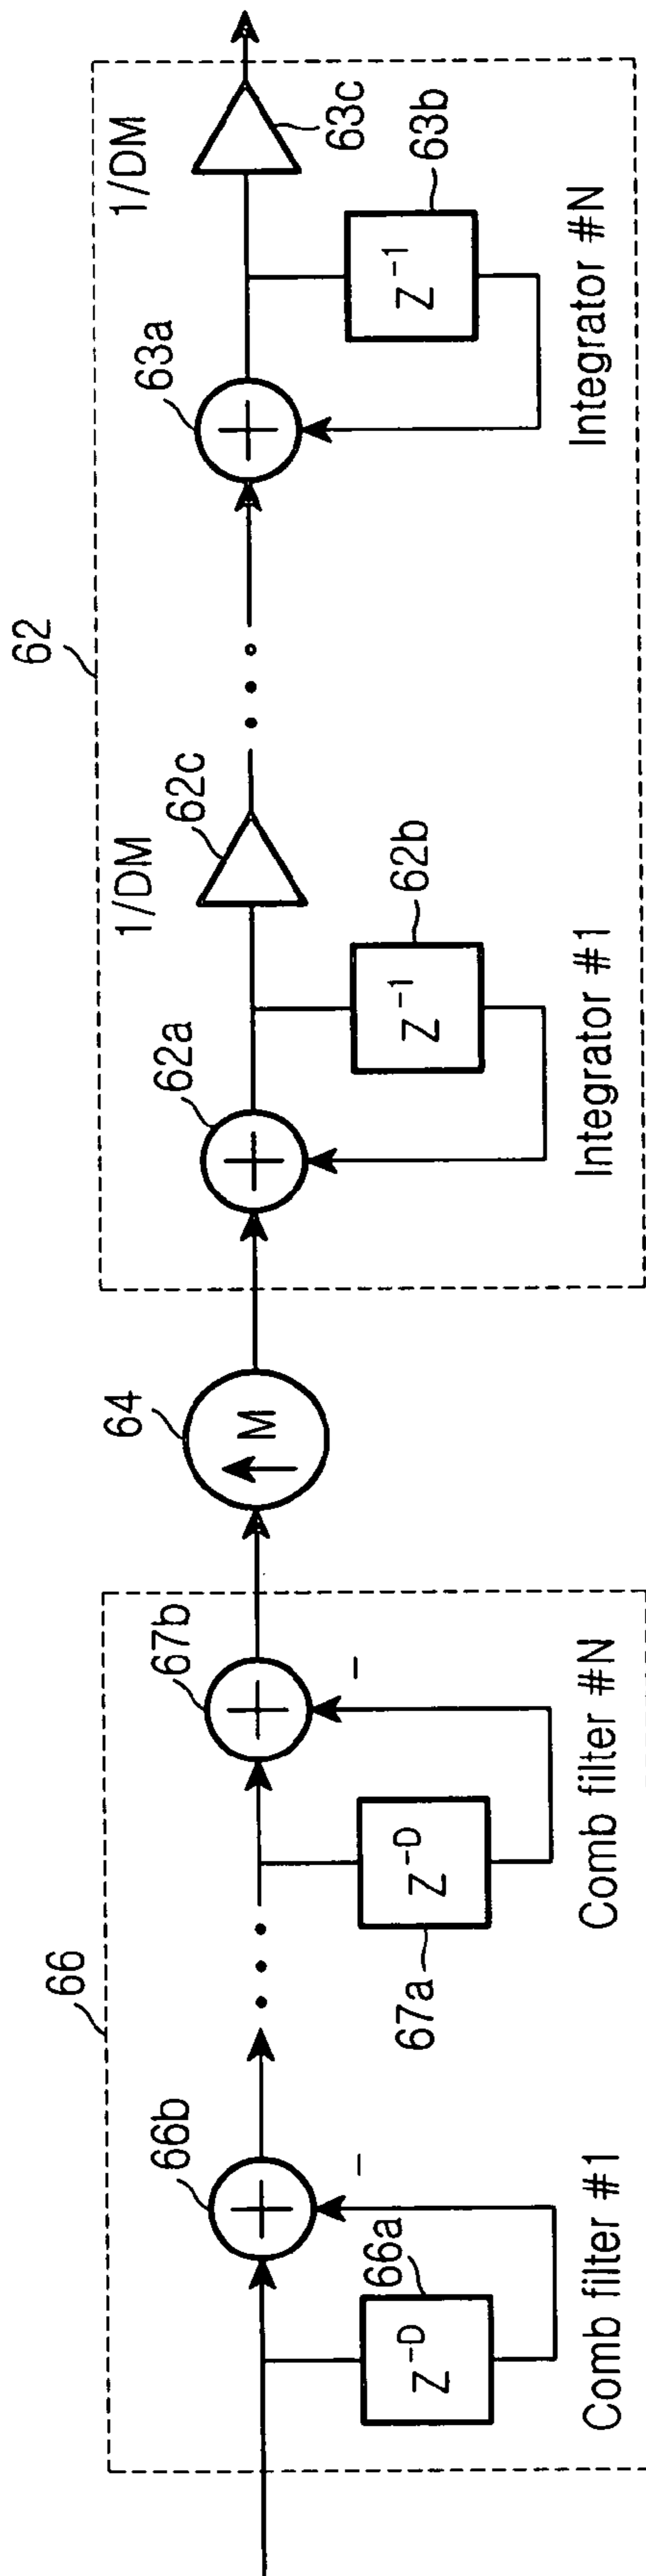 66
66b
66a
Z⁻ᴰ
–
Comb filter #1
67b
67a
Z⁻ᴰ
–
Comb filter #N
64
M
62
62a
62b
Z⁻¹
1/DM
62c
Integrator #1
63a
63b
Z⁻¹
1/DM
63c
Integrator #N